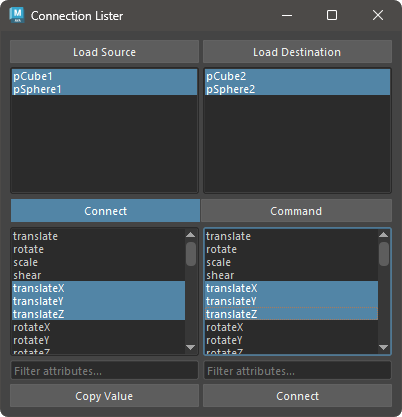 Connection Lister
Load Source Load Destination
pCube1 pCube2
pSphere1 pSphere2
Connect Command
translate translate
rotate rotate
scale scale
shear shear
translateX translateX
translateY translateY
translateZ translateZ
rotateX rotateX
rotateY rotateY
rotateZ rotateZ
Filter attributes... Filter attributes...
Copy Value Connect